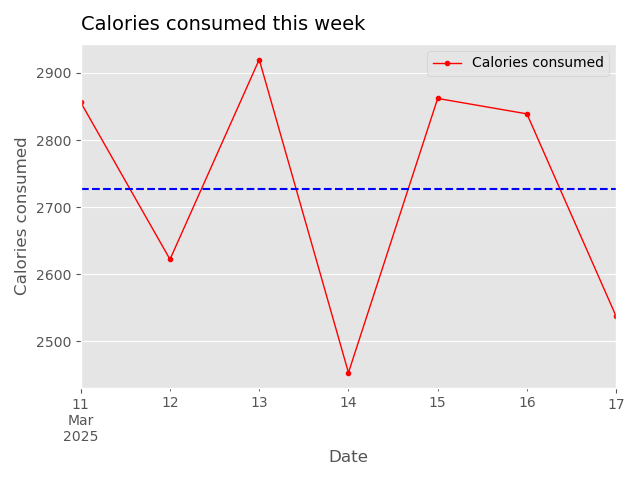 Calories consumed this week
Calories consumed
2900
2800
2700
2600
2500
Calories consumed
11 12 13 14 15 16 17
Mar
2025
Date